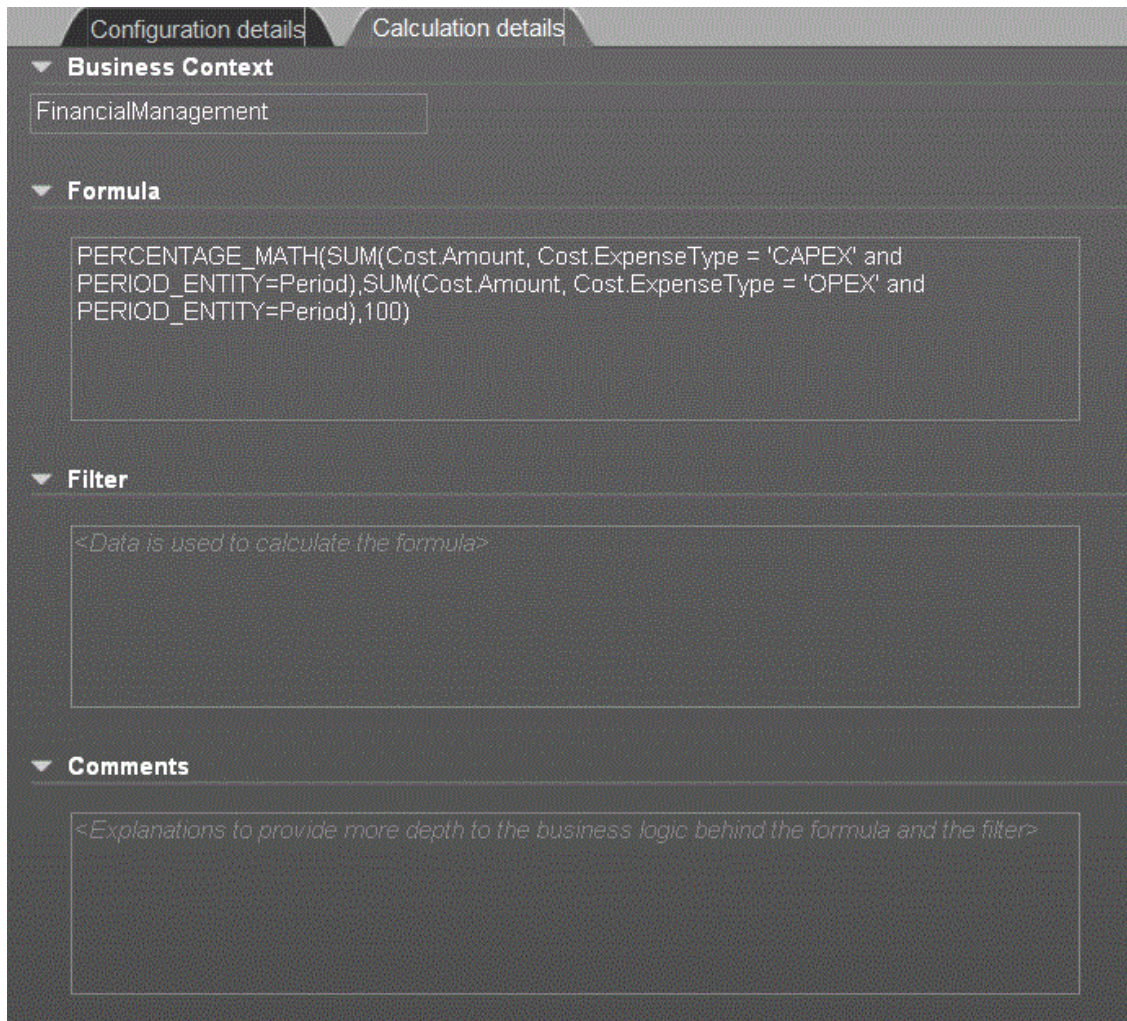 Configuration details Calculation details
Business Context
FinancialManagement
Formula
PERCENTAGE_MATH(SUM(Cost.Amount, Cost.ExpenseType = 'CAPEX' and
PERIOD_ENTITY=Period),SUM(Cost.Amount, Cost.ExpenseType = 'OPEX' and
PERIOD_ENTITY=Period),100)
Filter
<Data is used to calculate the formula>
Comments
<Explanations to provide more depth to the business logic behind the formula and the filter>